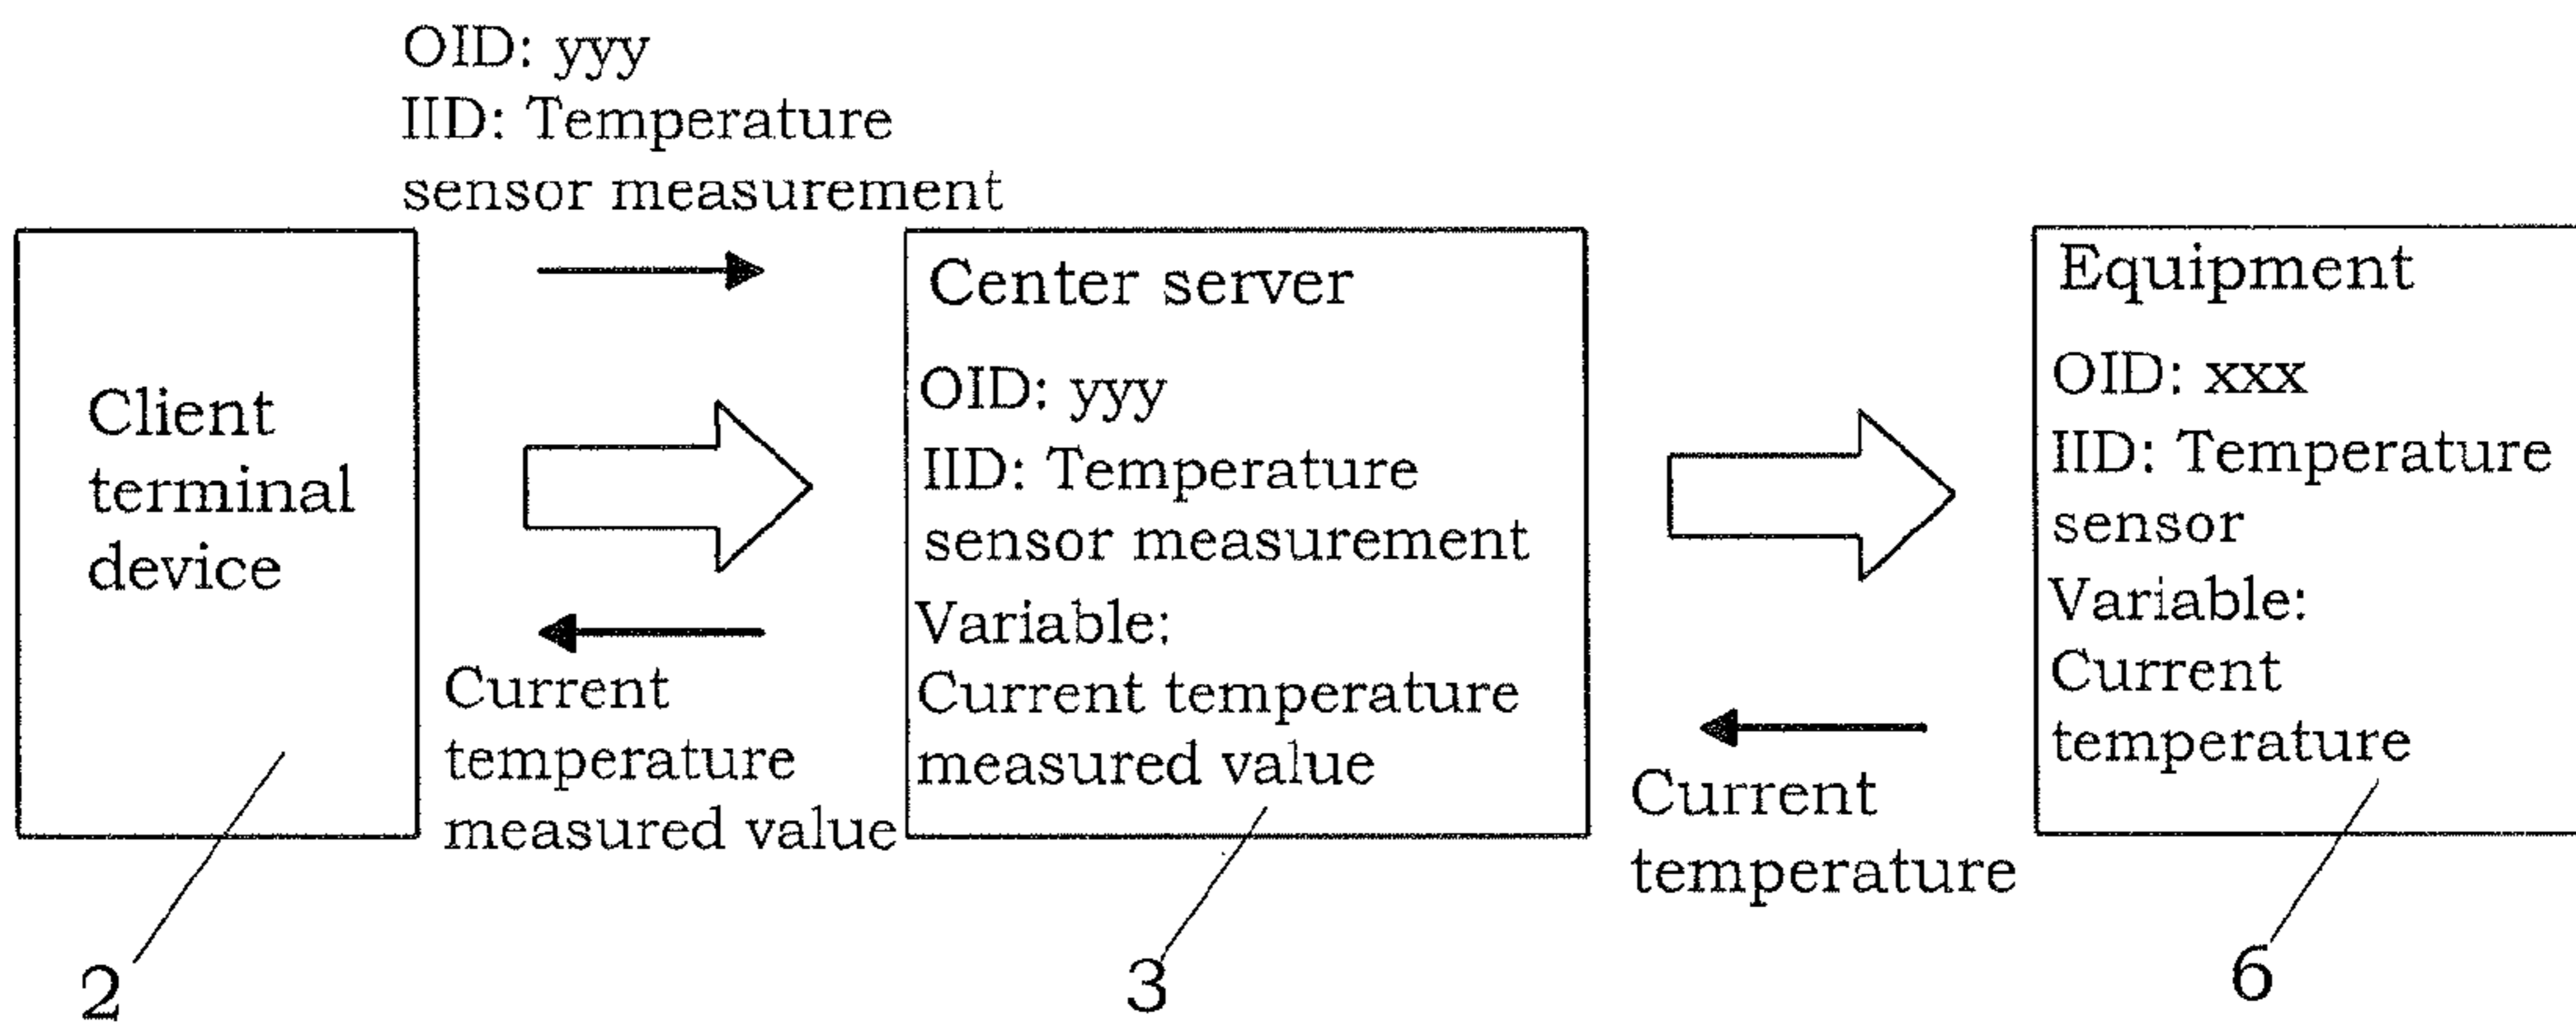 OID: yyy
IID: Temperature
sensor measurement
Client
terminal
device
Current
temperature
measured value
Center server
OID: yyy
IID: Temperature
sensor measurement
Variable:
Current temperature
measured value
Current
temperature
Equipment
OID: xxx
IID: Temperature
sensor
Variable:
Current
temperature
2
3
6